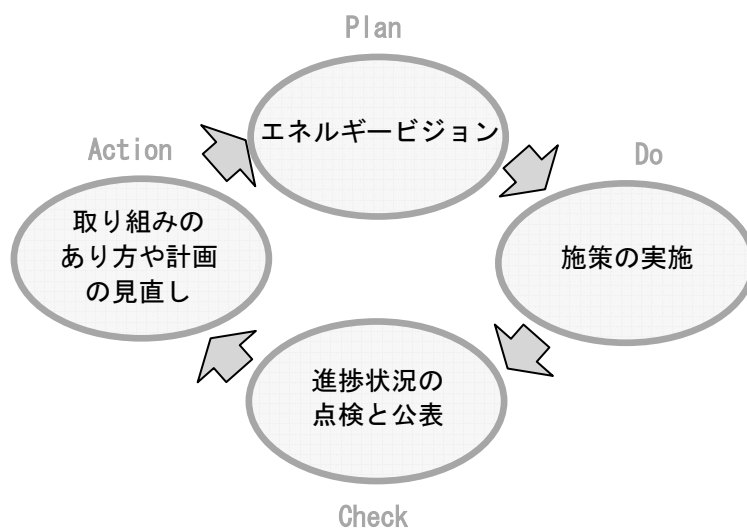 Plan
エネルギービジョン
Do
施策の実施
Check
進捗状況の
点検と公表
Action
取り組みの
あり方や計画
の見直し